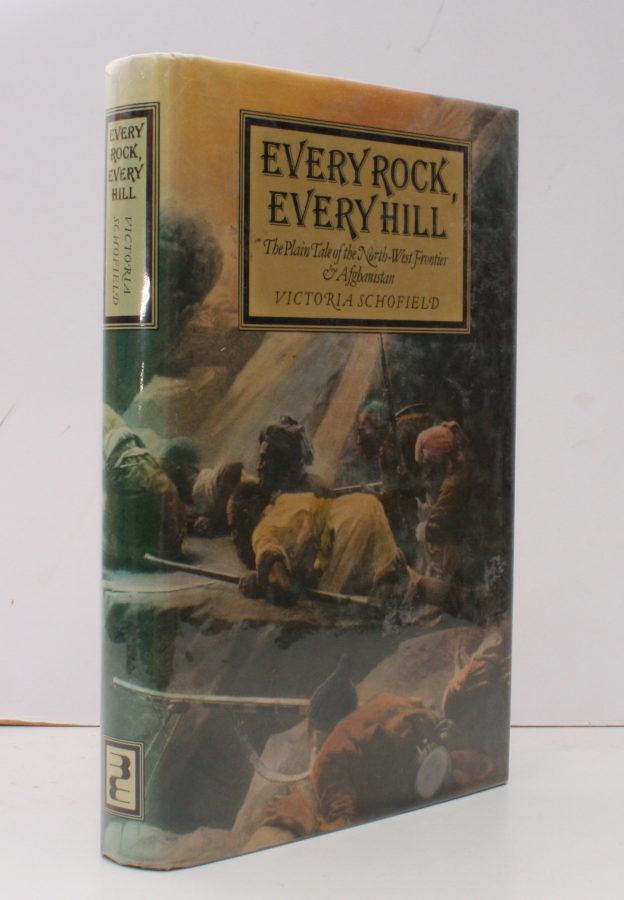 EVERY
ROCK,
EVERY
HILL
VICTORIA
SCHOFIELD
EVERY ROCK,
EVERY HILL
The Plain Tale of the North-West Frontier
& Afghanistan
VICTORIA SCHOFIELD